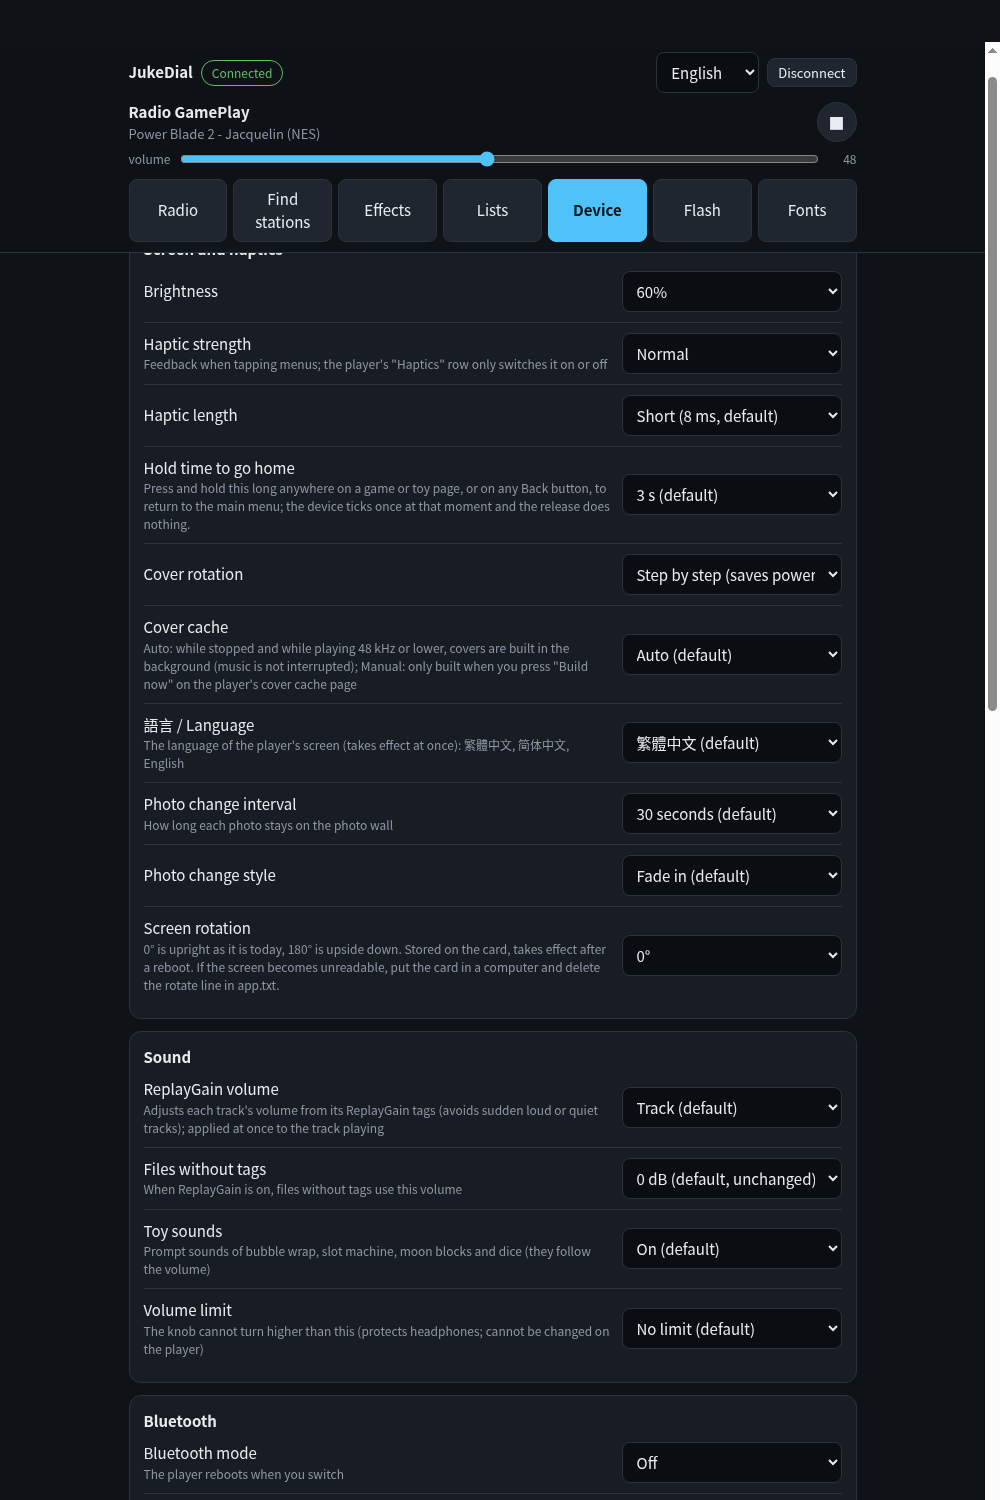 JukeDial
Connected
English
Disconnect
Radio GamePlay
Power Blade 2 - Jacquelin (NES)
volume
48
Radio
Find
stations
Effects
Lists
Device
Flash
Fonts
Screen and haptics
Brightness
60%
Haptic strength
Feedback when tapping menus; the player's "Haptics" row only switches it on or off
Normal
Haptic length
Short (8 ms, default)
Hold time to go home
Press and hold this long anywhere on a game or toy page, or on any Back button, to
return to the main menu; the device ticks once at that moment and the release does
nothing.
3 s (default)
Cover rotation
Step by step (saves power
Cover cache
Auto: while stopped and while playing 48 kHz or lower, covers are built in the
background (music is not interrupted); Manual: only built when you press "Build
now" on the player's cover cache page
Auto (default)
語言 / Language
The language of the player's screen (takes effect at once): 繁體中文, 简体中文,
English
繁體中文 (default)
Photo change interval
How long each photo stays on the photo wall
30 seconds (default)
Photo change style
Fade in (default)
Screen rotation
0° is upright as it is today, 180° is upside down. Stored on the card, takes effect after
a reboot. If the screen becomes unreadable, put the card in a computer and delete
the rotate line in app.txt.
0°
Sound
ReplayGain volume
Adjusts each track's volume from its ReplayGain tags (avoids sudden loud or quiet
tracks); applied at once to the track playing
Track (default)
Files without tags
When ReplayGain is on, files without tags use this volume
0 dB (default, unchanged)
Toy sounds
Prompt sounds of bubble wrap, slot machine, moon blocks and dice (they follow
the volume)
On (default)
Volume limit
The knob cannot turn higher than this (protects headphones; cannot be changed on
the player)
No limit (default)
Bluetooth
Bluetooth mode
The player reboots when you switch
Off